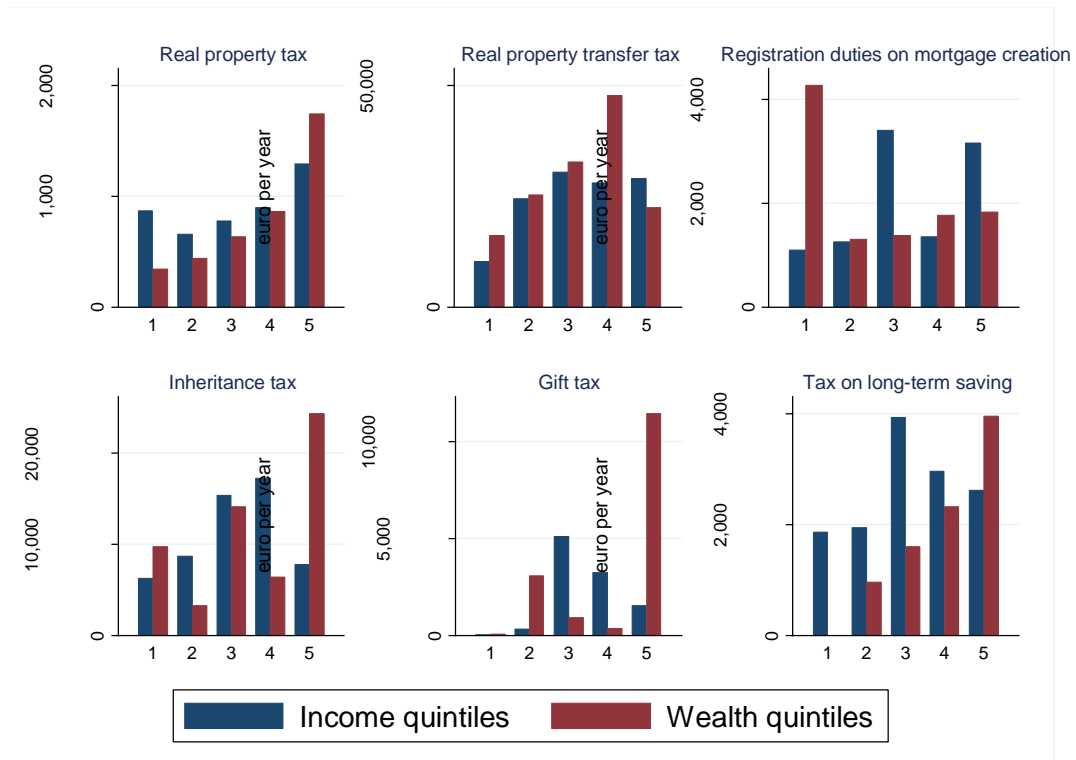 Real property tax
2,000
1,000
0
euro per year
1 2 3 4 5
Real property transfer tax
50,000
0
euro per year
1 2 3 4 5
Registration duties on mortgage creation
4,000
2,000
0
1 2 3 4 5
Inheritance tax
20,000
10,000
0
euro per year
1 2 3 4 5
Gift tax
10,000
5,000
0
euro per year
1 2 3 4 5
Tax on long-term saving
4,000
2,000
0
1 2 3 4 5
Income quintiles Wealth quintiles